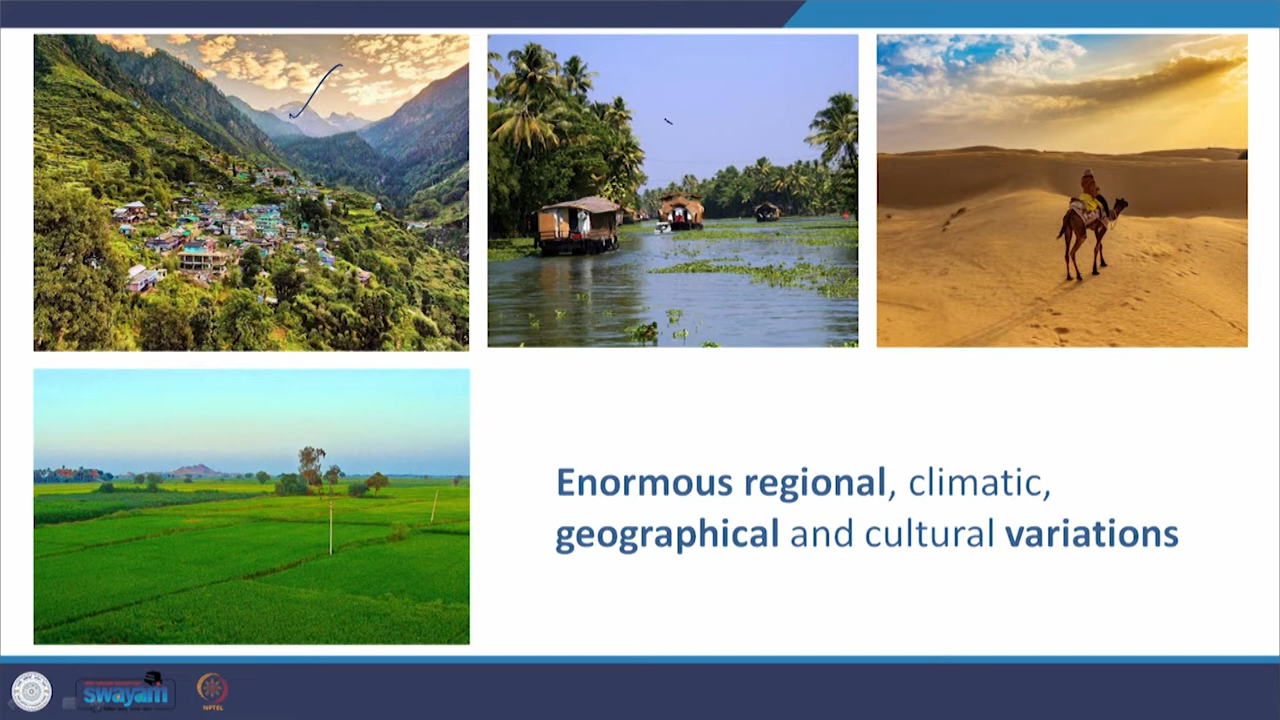 Enormous regional, climatic,
geographical and cultural variations
swayam
NPTEL